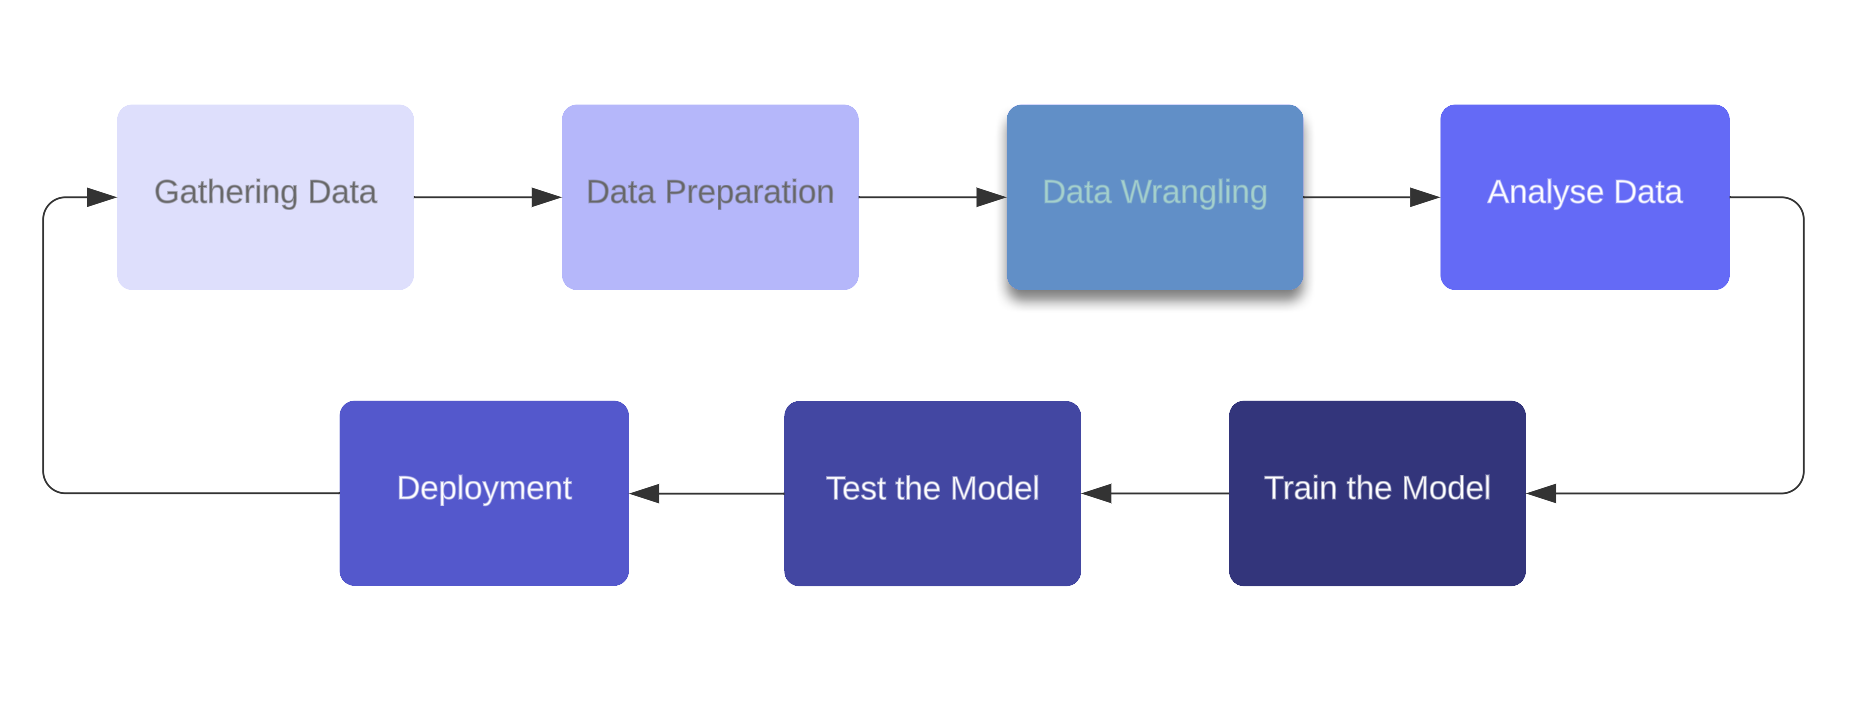 Gathering Data
Data Preparation
Data Wrangling
Analyse Data
Train the Model
Test the Model
Deployment